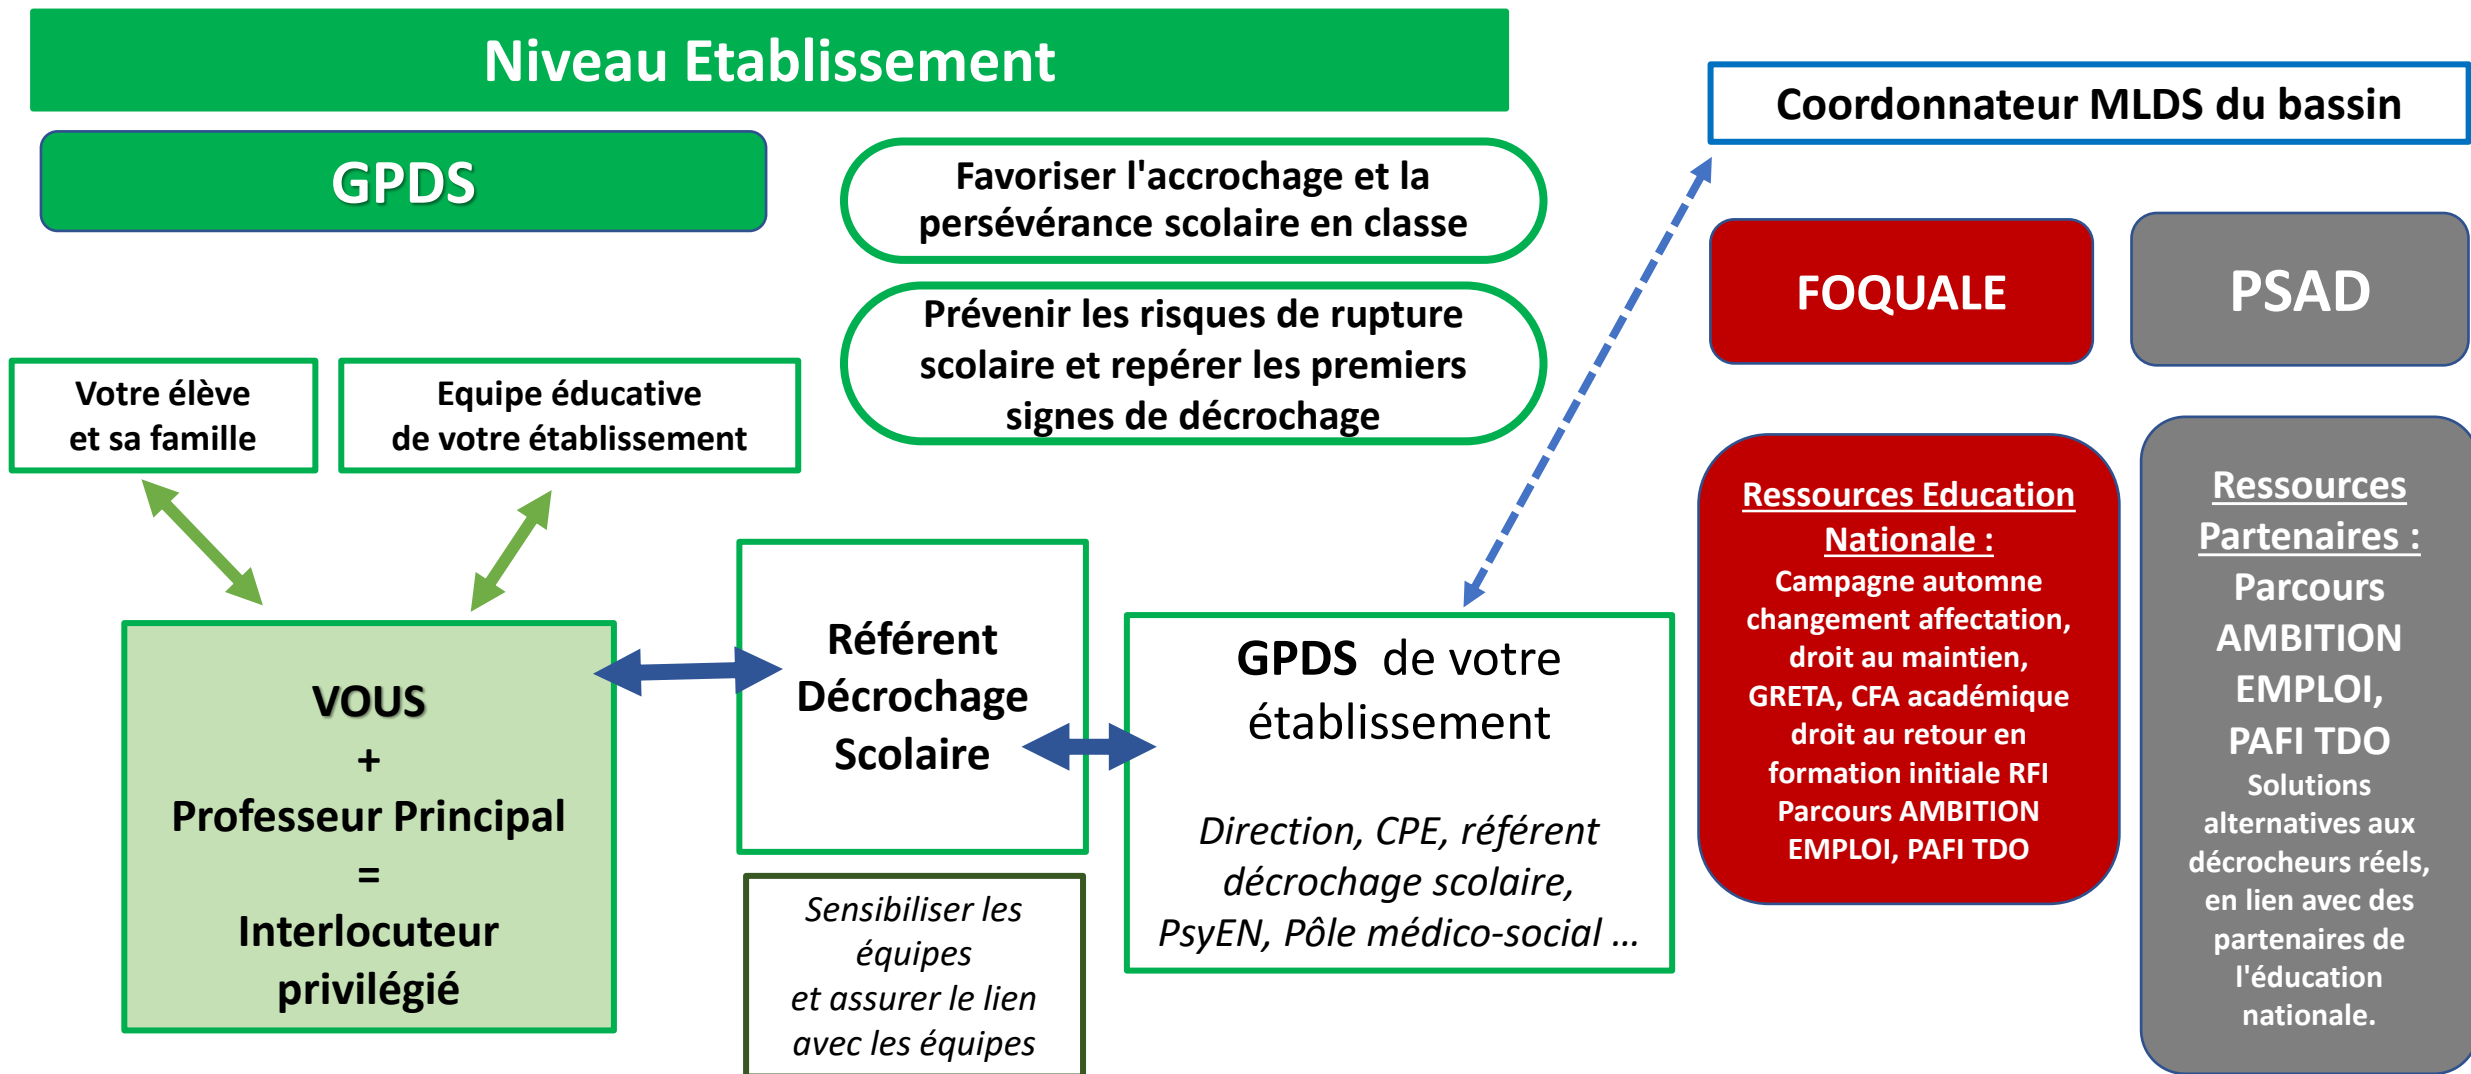 Niveau Etablissement
GPDS
Favoriser l'accrochage et la
persévérance scolaire en classe
Prévenir les risques de rupture
scolaire et repérer les premiers
signes de décrochage
Votre élève
et sa famille
Equipe éducative
de votre établissement
VOUS
+
Professeur Principal
=
Interlocuteur
privilégié
Référent
Décrochage
Scolaire
Sensibiliser les
équipes
et assurer le lien
avec les équipes
GPDS de votre
établissement
Direction, CPE, référent
décrochage scolaire,
PsyEN, Pôle médico-social ...
Coordonnateur MLDS du bassin
FOQUALE
Ressources Education
Nationale :
Campagne automne
changement affectation,
droit au maintien,
GRETA, CFA académique
droit au retour en
formation initiale RFI
Parcours AMBITION
EMPLOI, PAFI TDO
PSAD
Ressources
Partenaires :
Parcours
AMBITION
EMPLOI,
PAFI TDO
Solutions
alternatives aux
décrocheurs réels,
en lien avec des
partenaires de
l'éducation
nationale.